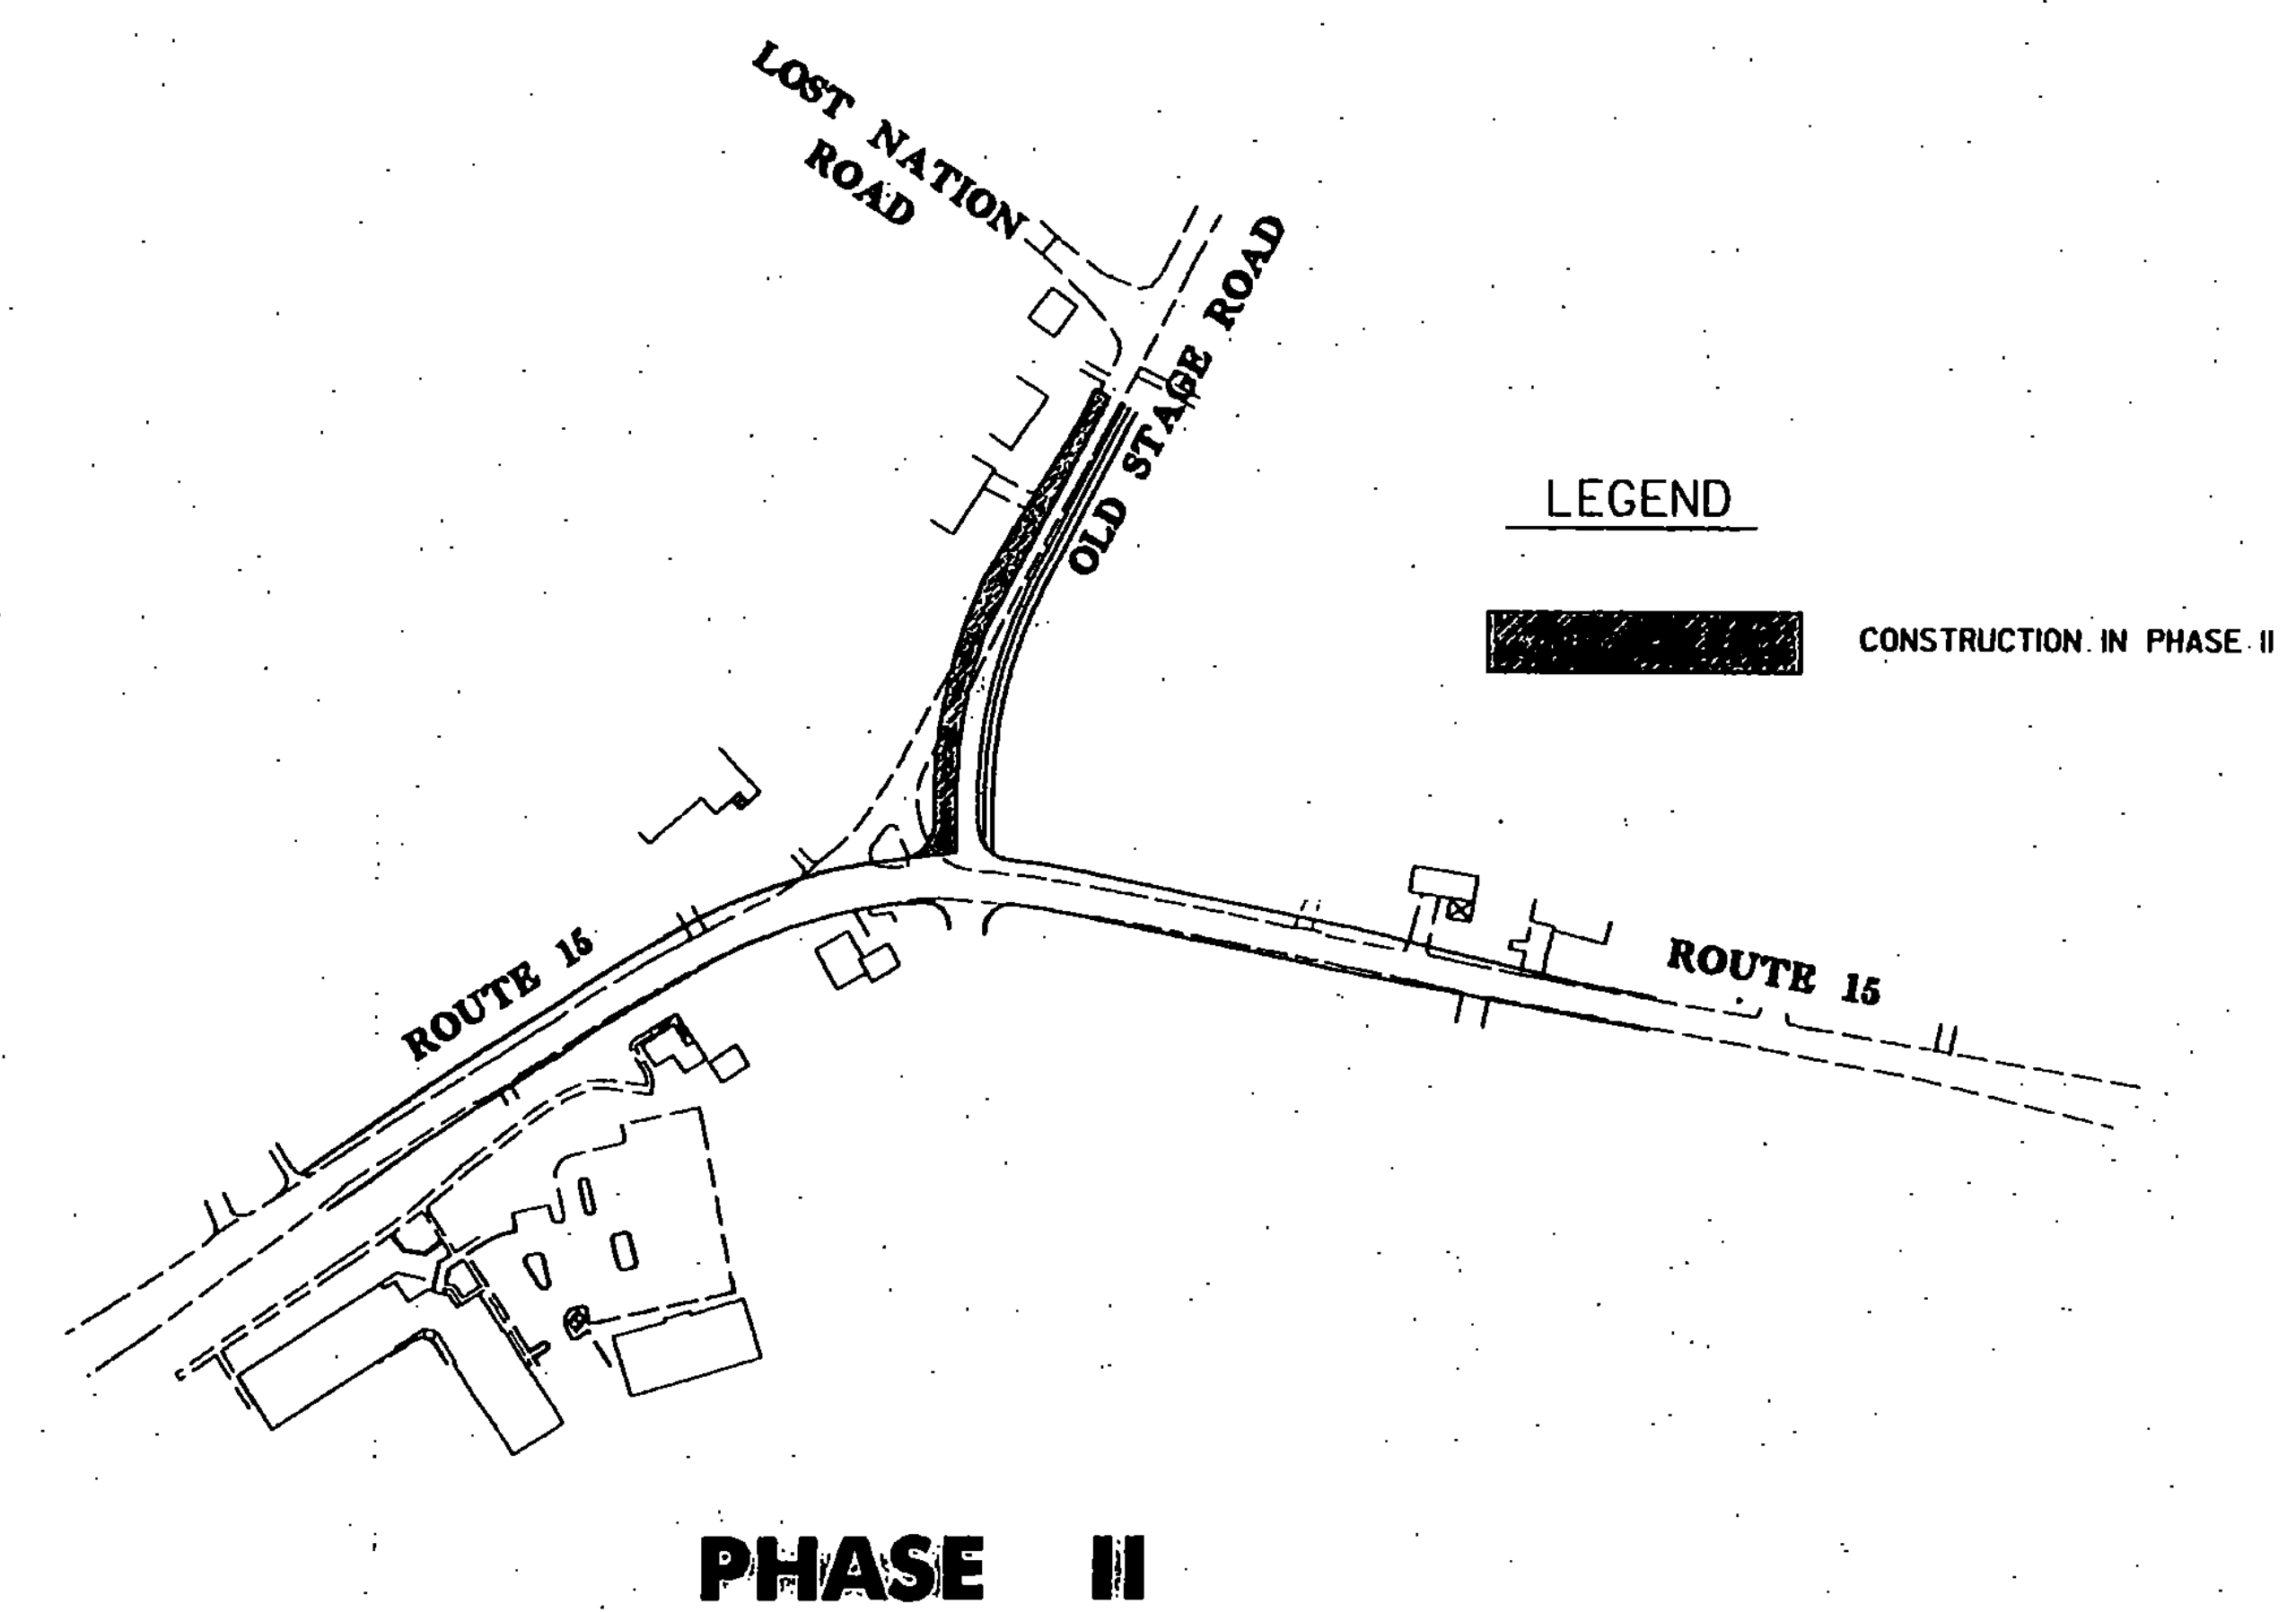 LOST NATION
ROAD
OLD STAGE ROAD
LEGEND
CONSTRUCTION IN PHASE II
ROUTE 15
ROUTE 15
PHASE II